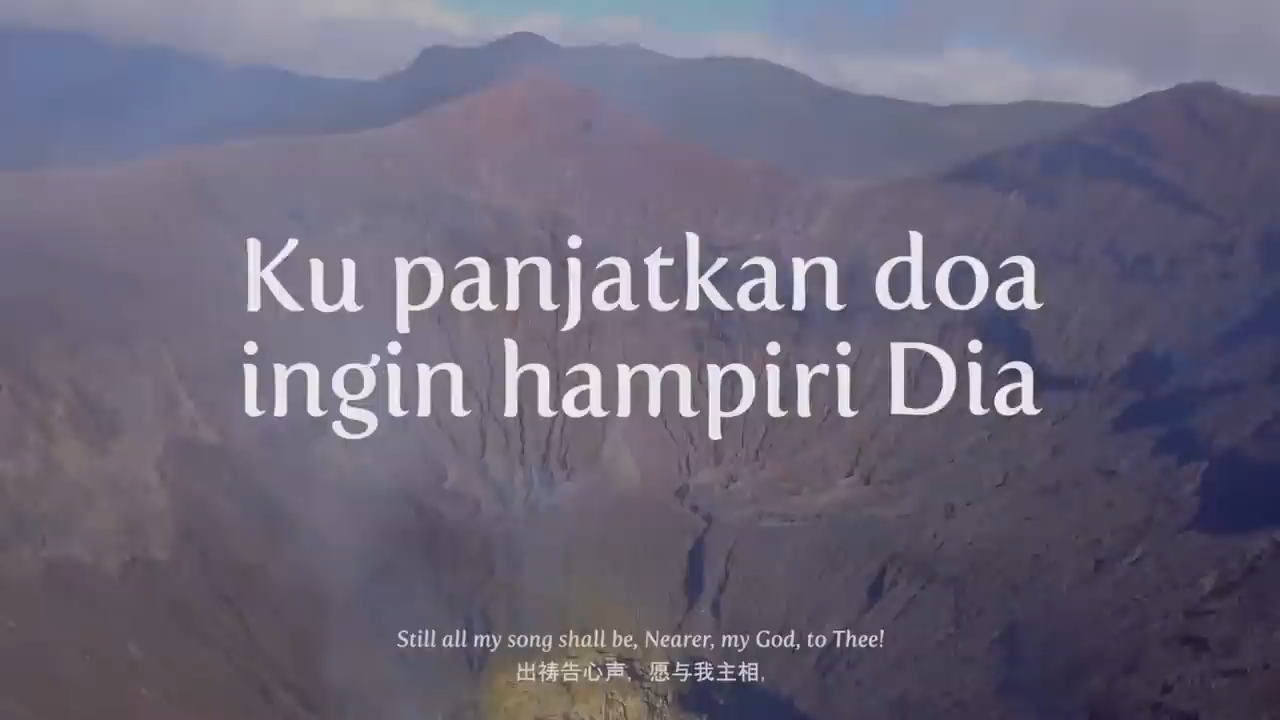 Ku panjatkan doa
ingin hampiri Dia
Still all my song shall be, Nearer, my God, to Thee!
出祷告心声，愿与我主相，